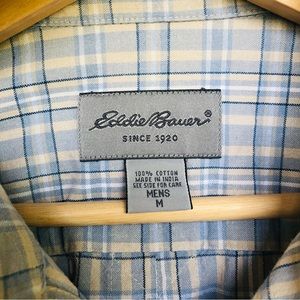 Eddie Bauer®
SINCE 1920
100% COTTON
MADE IN INDIA
SEE SIDE FOR CARE
MENS
M